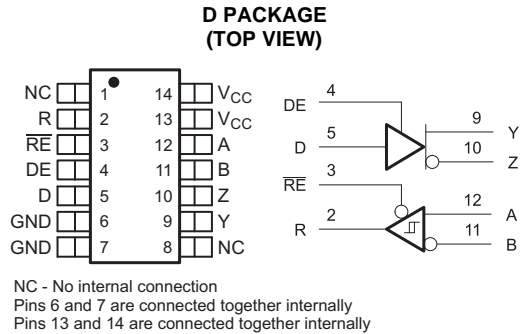 D PACKAGE
(TOP VIEW)
NC 1 14 VCC
R 2 13 VCC
RE 3 12 A
DE 4 11 B
D 5 10 Z
GND 6 9 Y
GND 7 8 NC
DE 4
D 5
9 Y
10 Z
RE 3
R 2
12 A
11 B
NC - No internal connection
Pins 6 and 7 are connected together internally
Pins 13 and 14 are connected together internally